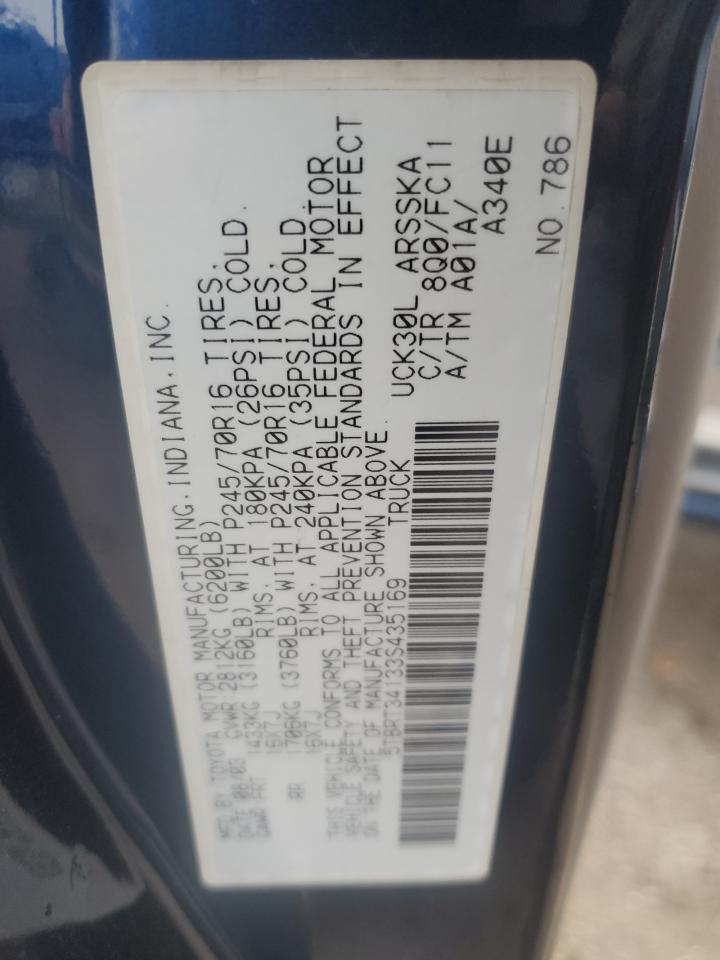 MFD BY TOYOTA MOTOR MANUFACTURING, INDIANA, INC.
DATE 08/03 GVWR: 2812KG (6200LB)
GAWR FRT 1433KG (3160LB) WITH P245/70R16 TIRES,
16X7J RIMS, AT 180KPA (26PSI) COLD.
RR 1706KG (3760LB) WITH P245/70R16 TIRES,
16X7J RIMS, AT 240KPA (35PSI) COLD.
THIS VEHICLE CONFORMS TO ALL APPLICABLE FEDERAL MOTOR
VEHICLE SAFETY AND THEFT PREVENTION STANDARDS IN EFFECT
ON THE DATE OF MANUFACTURE SHOWN ABOVE.
5TBRT34133S435169 TRUCK
UCK30L ARSSKA
C/TR 8Q0/FC11
A/TM A01A/
A340E
NO. 786